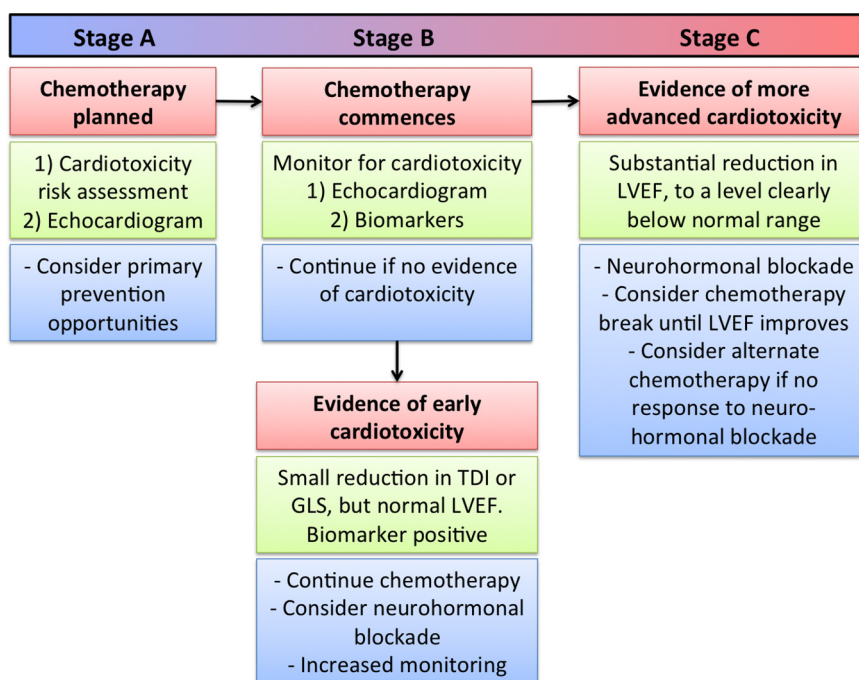 Stage A
Stage B
Stage C
Chemotherapy
planned
1) Cardiotoxicity
risk assessment
2) Echocardiogram
- Consider primary
prevention
opportunities
Chemotherapy
commences
Monitor for cardiotoxicity
1) Echocardiogram
2) Biomarkers
- Continue if no evidence
of cardiotoxicity
Evidence of early
cardiotoxicity
Small reduction in TDI or
GLS, but normal LVEF.
Biomarker positive
- Continue chemotherapy
- Consider neurohormonal
blockade
- Increased monitoring
Evidence of more
advanced cardiotoxicity
Substantial reduction in
LVEF, to a level clearly
below normal range
- Neurohormonal blockade
- Consider chemotherapy
break until LVEF improves
- Consider alternate
chemotherapy if no
response to neuro-
hormonal blockade